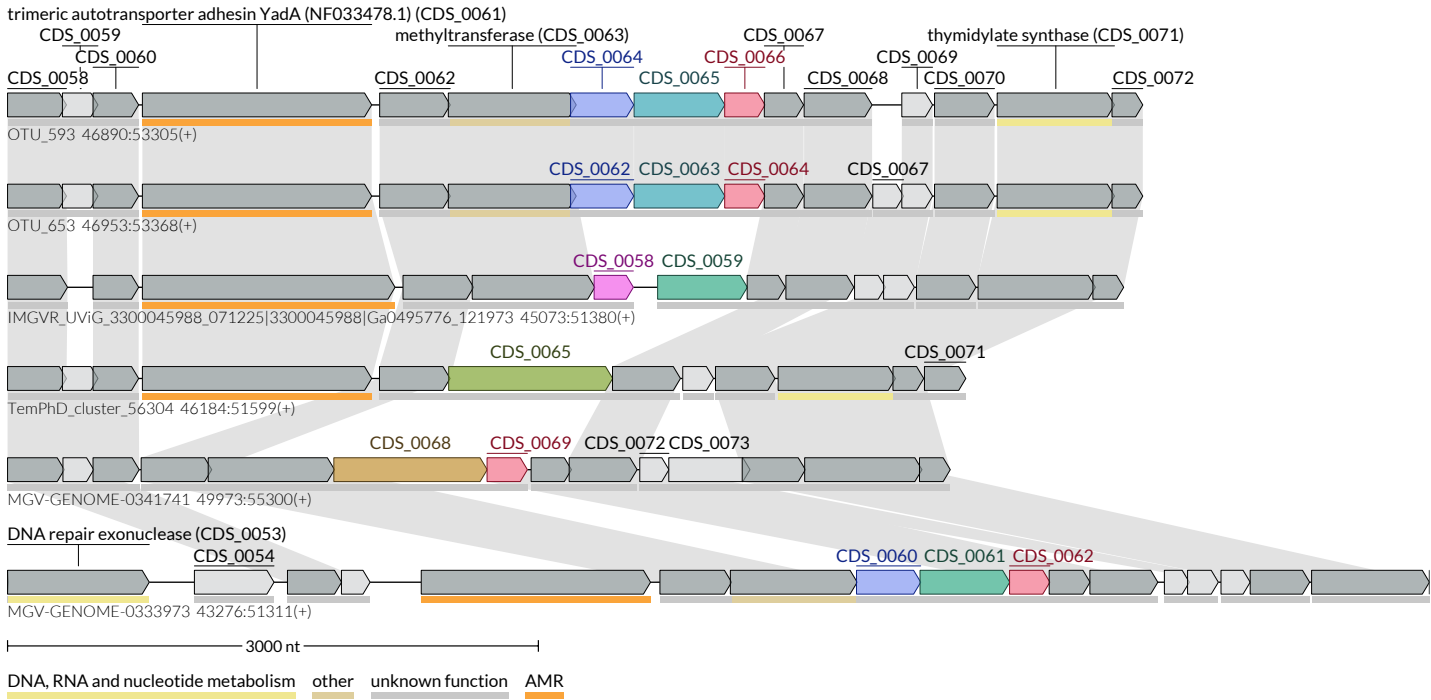 trimeric autotransporter adhesin YadA (NF033478.1) (CDS_0061)
CDS_0059 methyltransferase (CDS_0063) CDS_0067 thymidylate synthase (CDS_0071)
CDS_0060 CDS_0064 CDS_0066 CDS_0069
CDS_0058 CDS_0062 CDS_0065 CDS_0068 CDS_0070 CDS_0072
OTU_593 46890:53305(+)
CDS_0062 CDS_0063 CDS_0064 CDS_0067
OTU_653 46953:53368(+)
CDS_0058 CDS_0059
IMGVR_UViG_3300045988_071225|3300045988|Ga0495776_121973 45073:51380(+)
CDS_0065 CDS_0071
TemPhD_cluster_56304 46184:51599(+)
CDS_0068 CDS_0069 CDS_0072 CDS_0073
MGV-GENOME-0341741 49973:55300(+)
DNA repair exonuclease (CDS_0053)
CDS_0054 CDS_0060 CDS_0061 CDS_0062
MGV-GENOME-0333973 43276:51311(+)
3000 nt
DNA, RNA and nucleotide metabolism other unknown function AMR